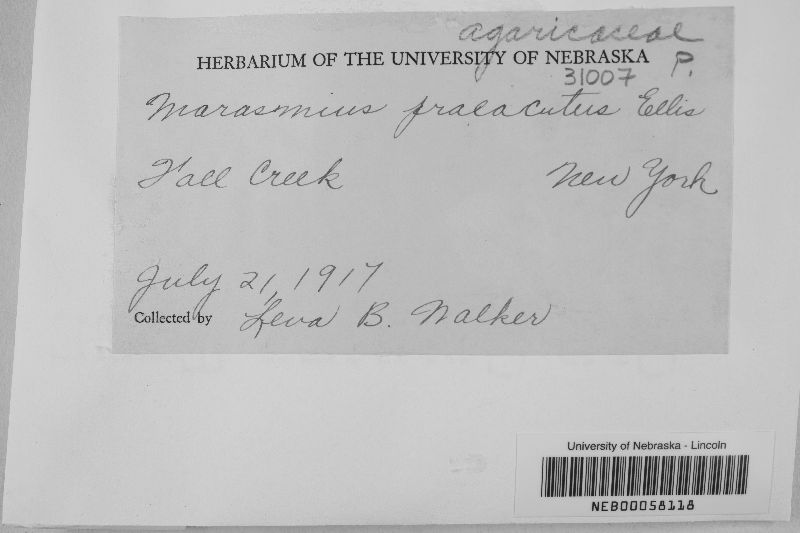 agaricaceae
HERBARIUM OF THE UNIVERSITY OF NEBRASKA
31007 P.
Marasmius praeacutus Ellis
Fall Creek New York
July 21, 1917
Collected by Leva B. Walker
University of Nebraska - Lincoln
NEB00058118